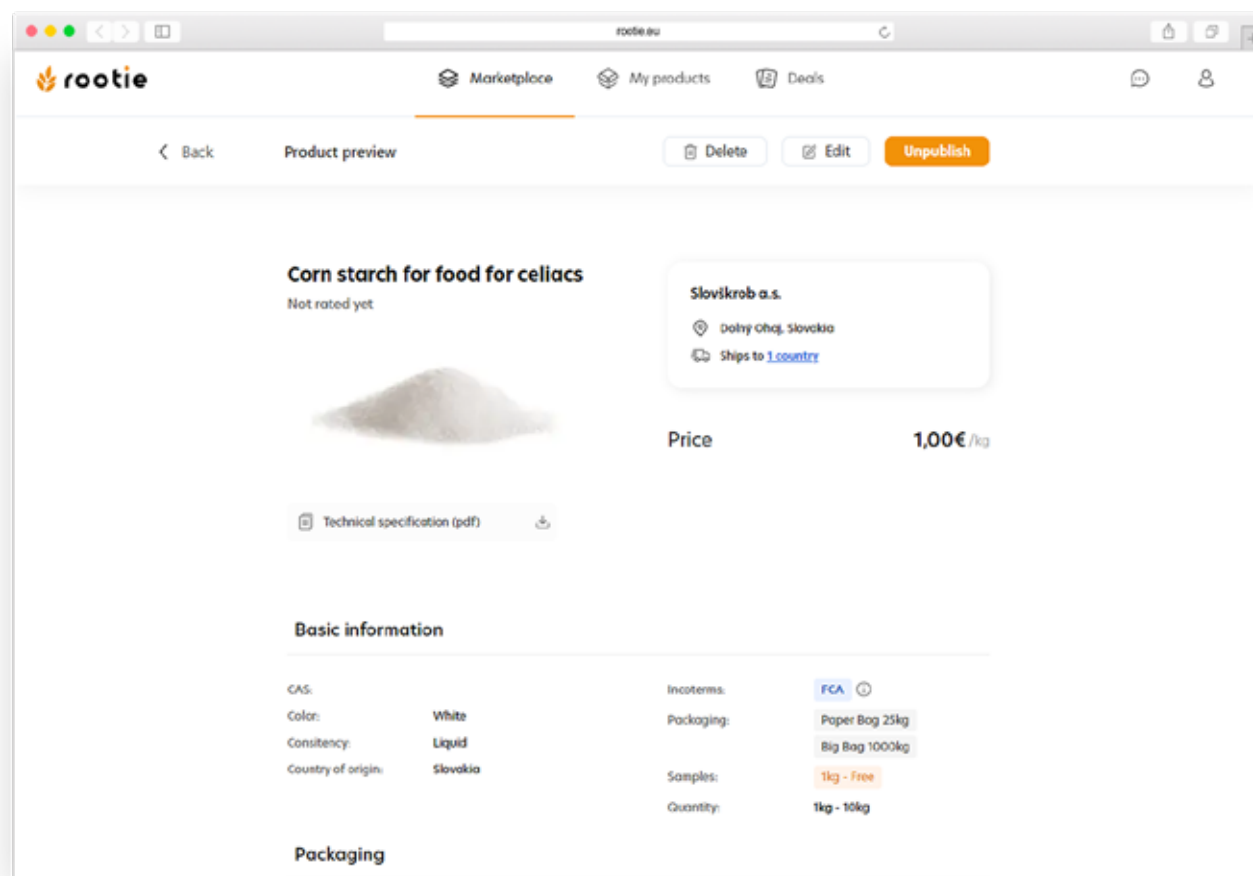 rootie.eu
rootie
Marketplace
My products
Deals
Back
Product preview
Delete
Edit
Unpublish
Corn starch for food for celiacs
Not rated yet
Slovškrob a.s.
Dolný Ohaj, Slovakia
Ships to 1 country
Price
1,00€/kg
Technical specification (pdf)
Basic information
CAS:
Color: White
Consitency: Liquid
Country of origin: Slovakia
Incoterms: FCA
Packaging: Paper Bag 25kg
Big Bag 1000kg
Samples: 1kg - Free
Quantity: 1kg - 10kg
Packaging